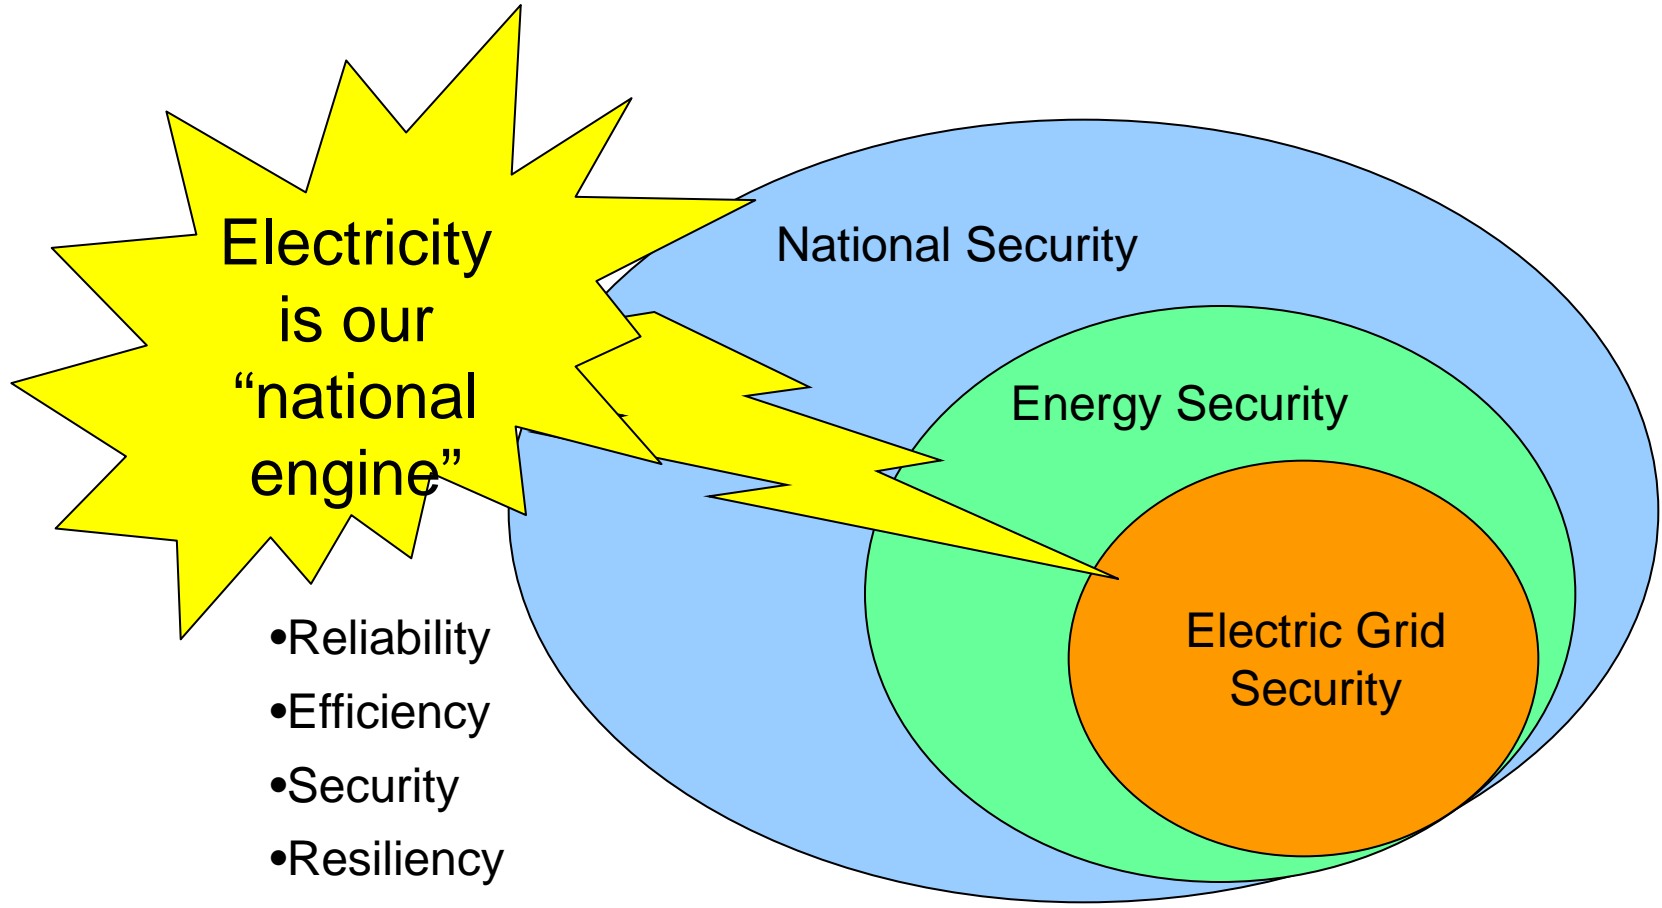 Electricity
is our
“national
engine”
National Security
Energy Security
Electric Grid
Security
•Reliability
•Efficiency
•Security
•Resiliency